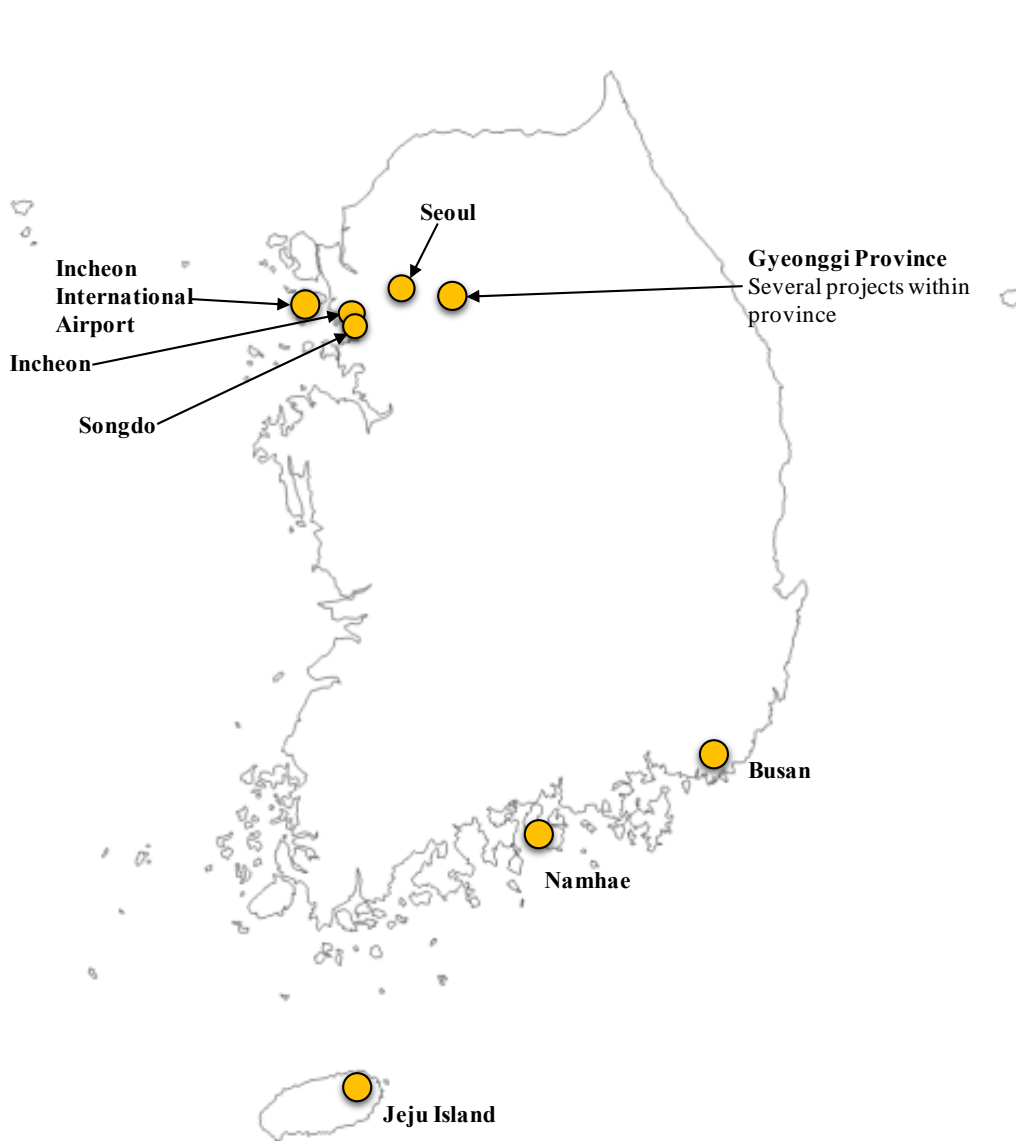 Seoul
Gyeonggi Province
Several projects within
province
Incheon
International
Airport
Incheon
Songdo
Busan
Namhae
Jeju Island